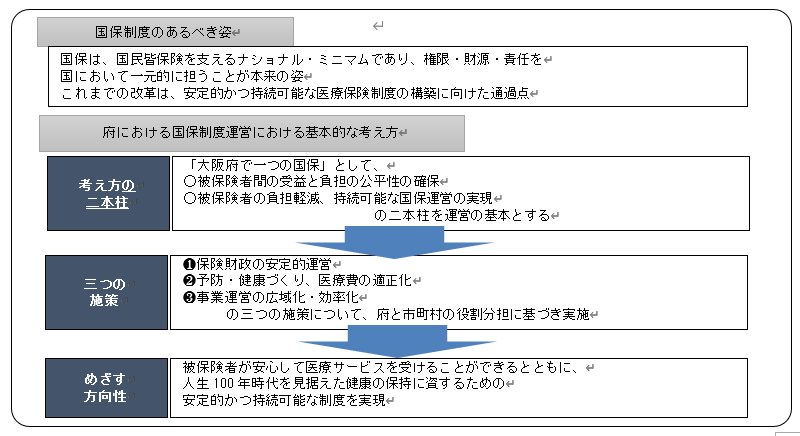 国保制度のあるべき姿
国保は、国民皆保険を支えるナショナル・ミニマムであり、権限・財源・責任を
国において一元的に担うことが本来の姿
これまでの改革は、安定的かつ持続可能な医療保険制度の構築に向けた通過点
府における国保制度運営における基本的な考え方
考え方の
二本柱
「大阪府で一つの国保」として、
○被保険者間の受益と負担の公平性の確保
○被保険者の負担軽減、持続可能な国保運営の実現
の二本柱を運営の基本とする
三つの
施策
❶保険財政の安定的運営
❷予防・健康づくり、医療費の適正化
❸事業運営の広域化・効率化
の三つの施策について、府と市町村の役割分担に基づき実施
めざす
方向性
被保険者が安心して医療サービスを受けることができるとともに、
人生100年時代を見据えた健康の保持に資するための
安定的かつ持続可能な制度を実現